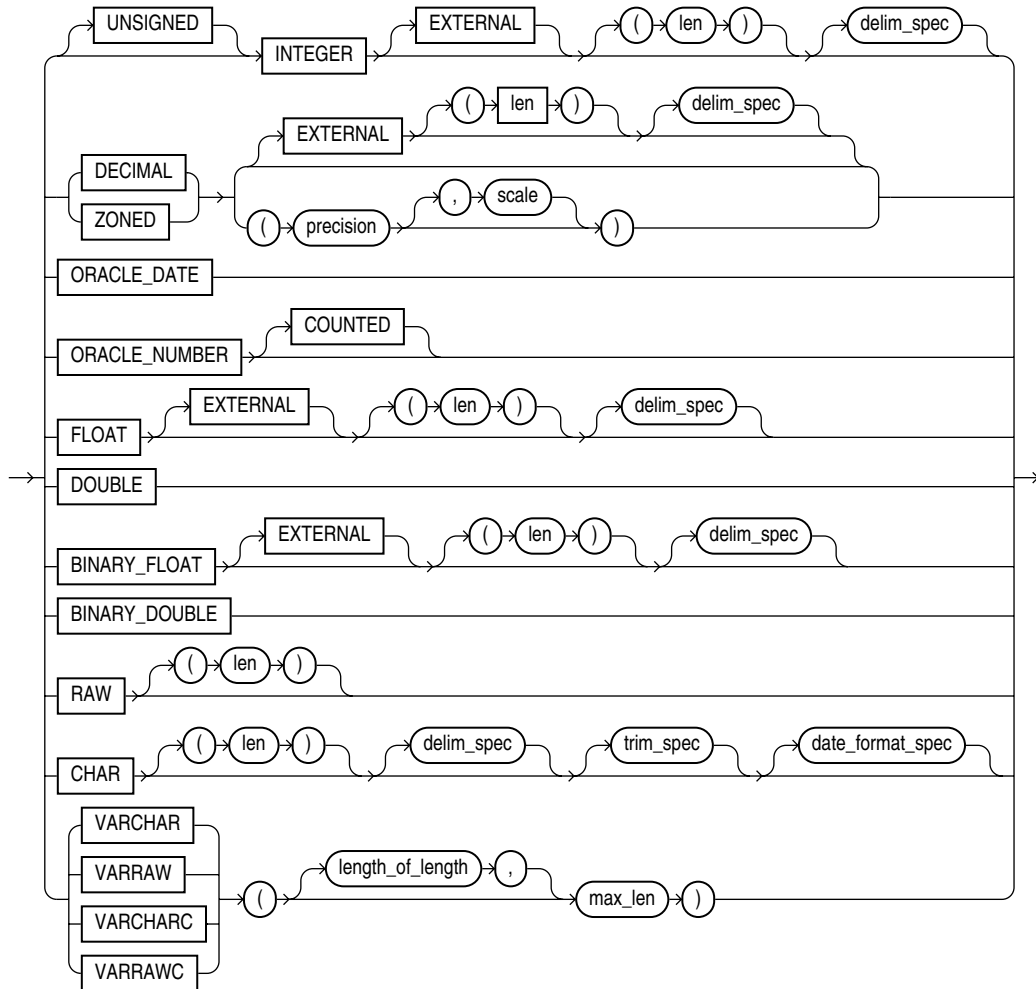 UNSIGNED INTEGER EXTERNAL ( len ) delim_spec
DECIMAL ZONED EXTERNAL ( len ) delim_spec
( precision , scale )
ORACLE_DATE
ORACLE_NUMBER COUNTED
FLOAT EXTERNAL ( len ) delim_spec
DOUBLE
BINARY_FLOAT EXTERNAL ( len ) delim_spec
BINARY_DOUBLE
RAW ( len )
CHAR ( len ) delim_spec trim_spec date_format_spec
VARCHAR
VARRAW
VARCHARC
VARRAWC
( length_of_length , max_len )